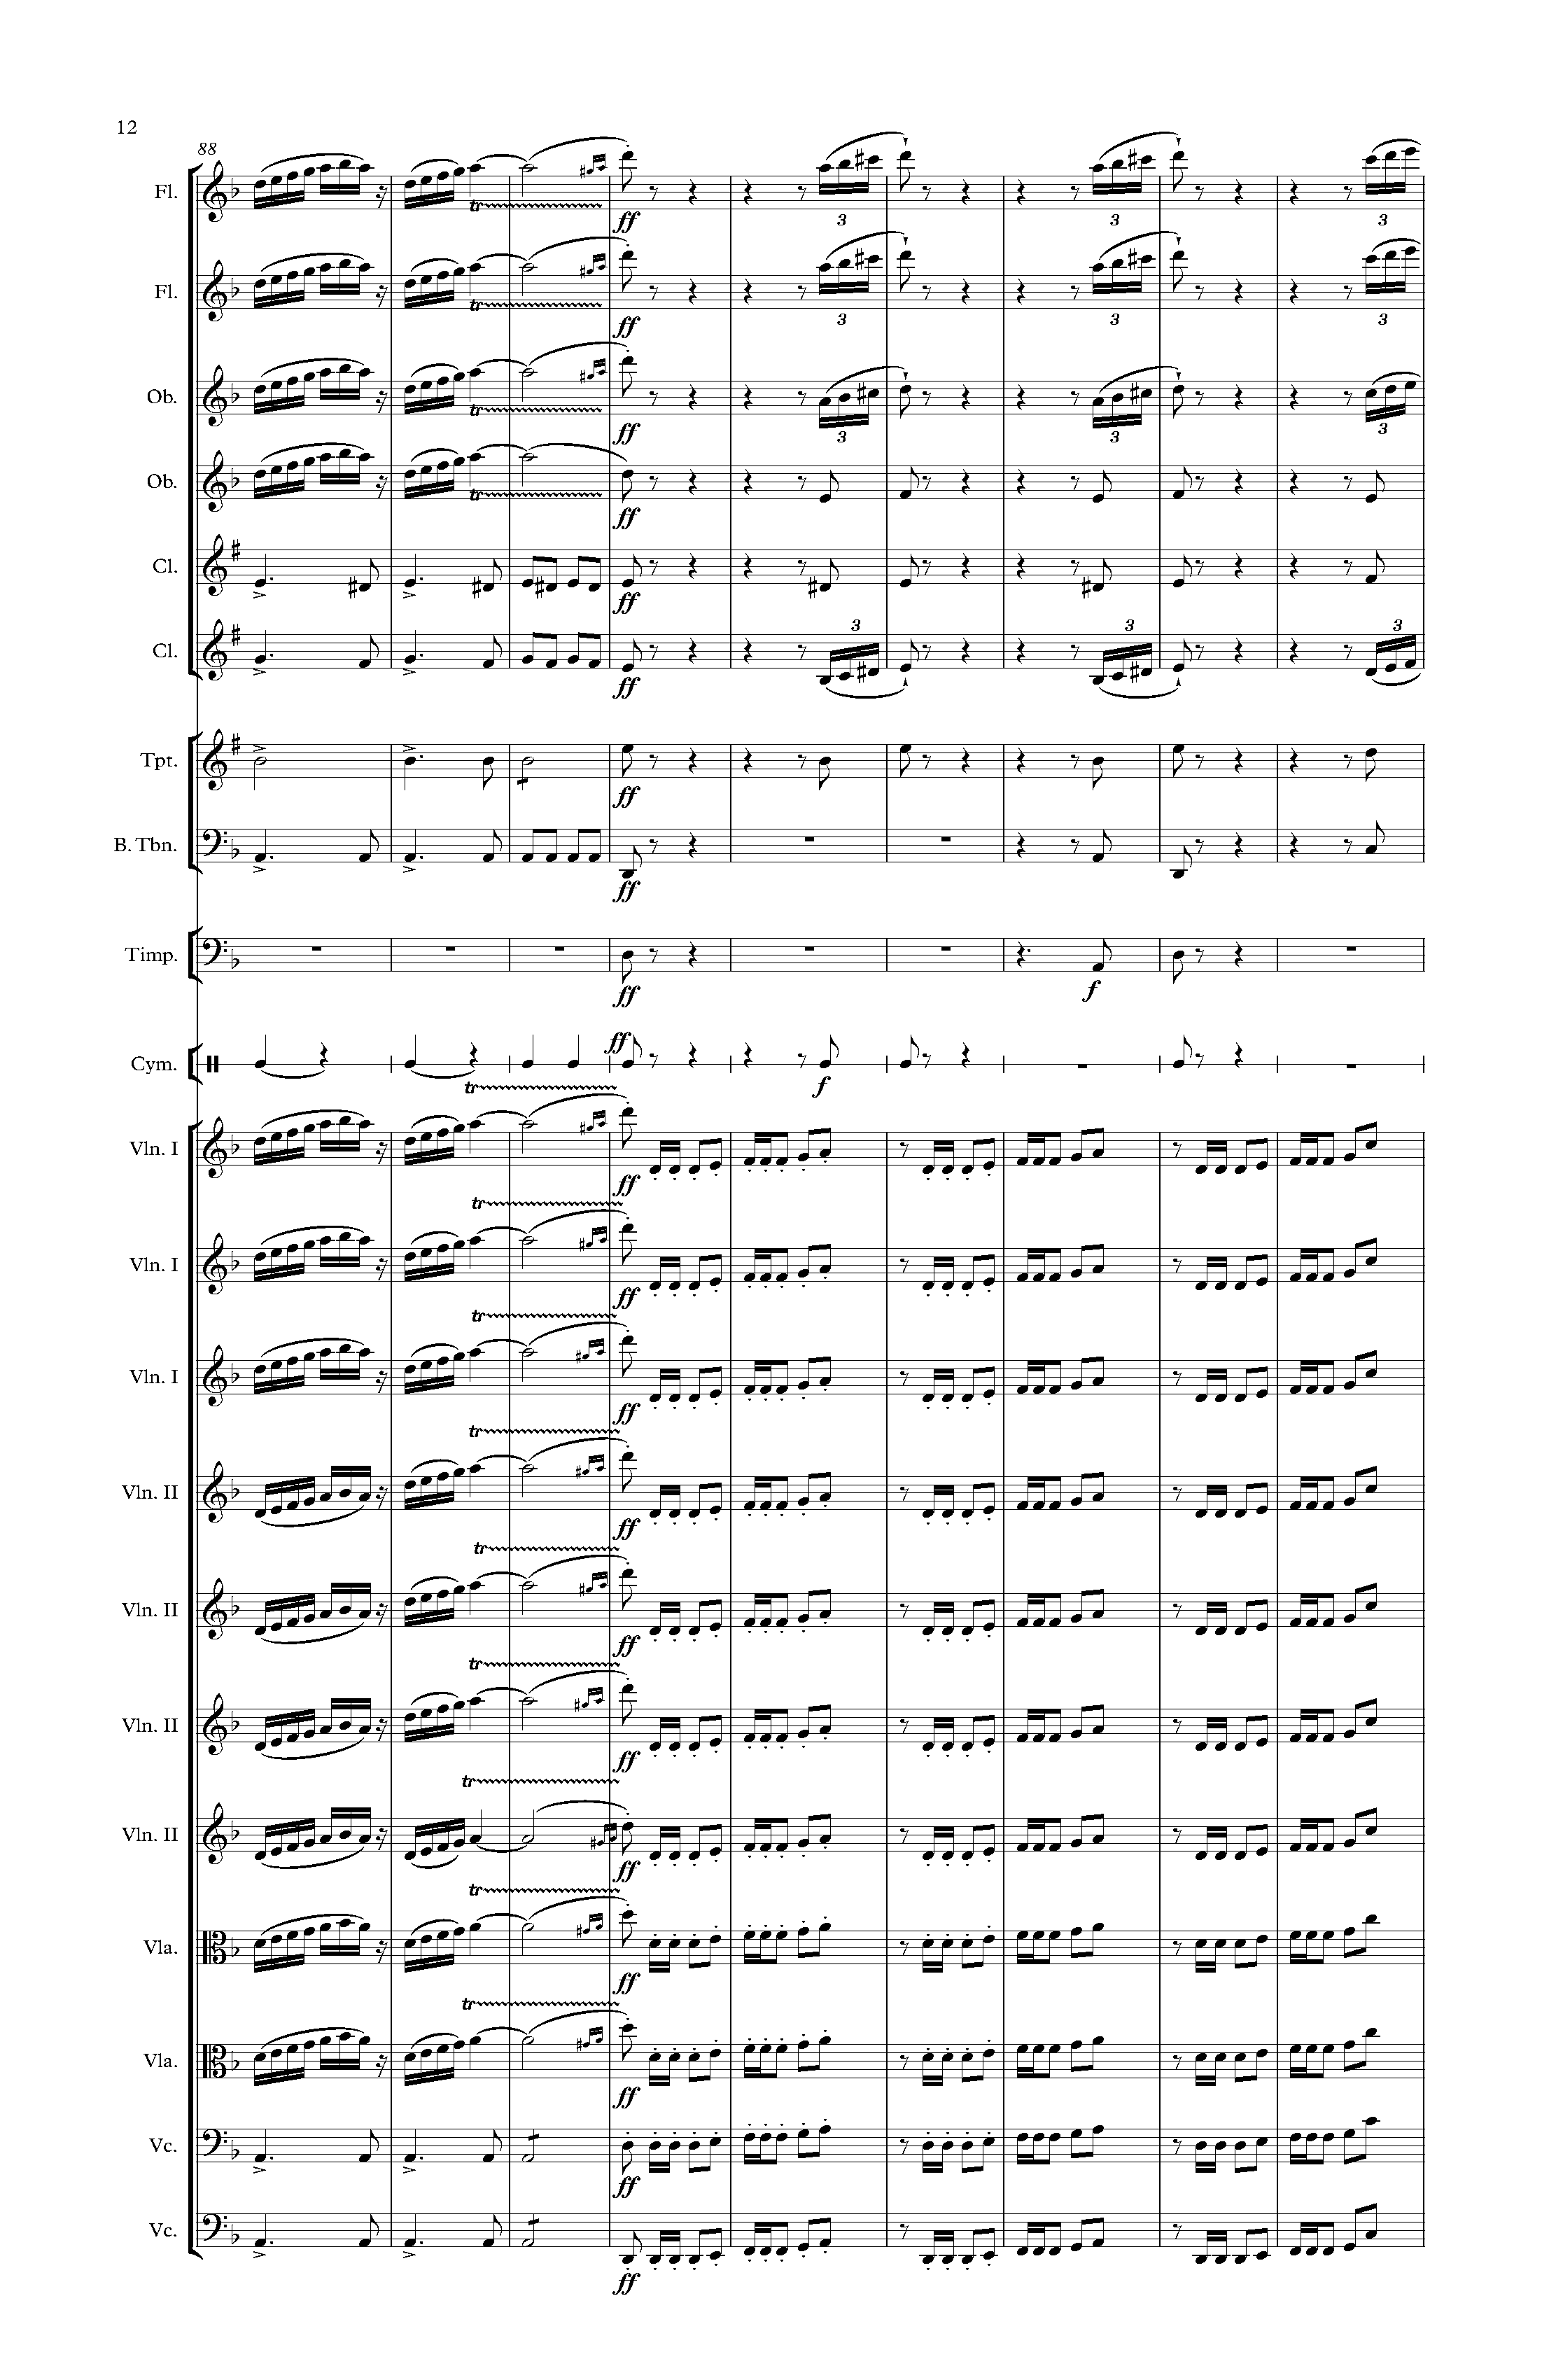 12
88
Fl.
ff 3 3 3
Fl.
tr
ff 3 3 3
tr
Ob.
tr
ff 3 3 3
Ob.
tr
ff
Cl.
ff
Cl.
3 3 3
ff
Tpt.
ff
B. Tbn.
ff
Timp.
ff f
Cym.
ff
f
tr
Vln. I
ff
tr
Vln. I
ff
tr
Vln. I
ff
tr
Vln. II
ff
tr
Vln. II
ff
tr
Vln. II
ff
tr
Vln. II
ff
tr
Vla.
ff
tr
Vla.
ff
Vc.
ff
Vc.
ff